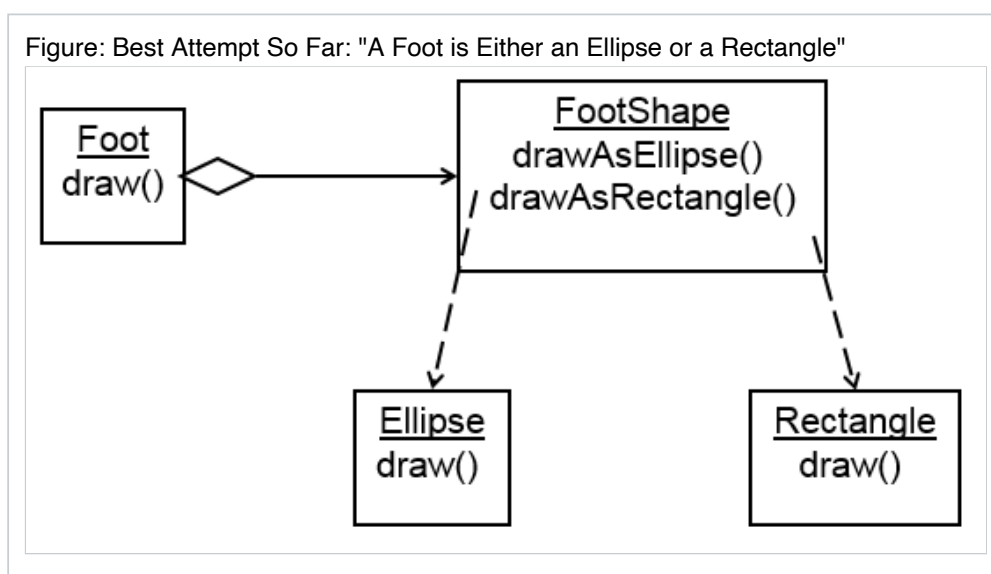 Figure: Best Attempt So Far: "A Foot is Either an Ellipse or a Rectangle"
Foot
draw()
FootShape
drawAsEllipse()
drawAsRectangle()
Ellipse
draw()
Rectangle
draw()